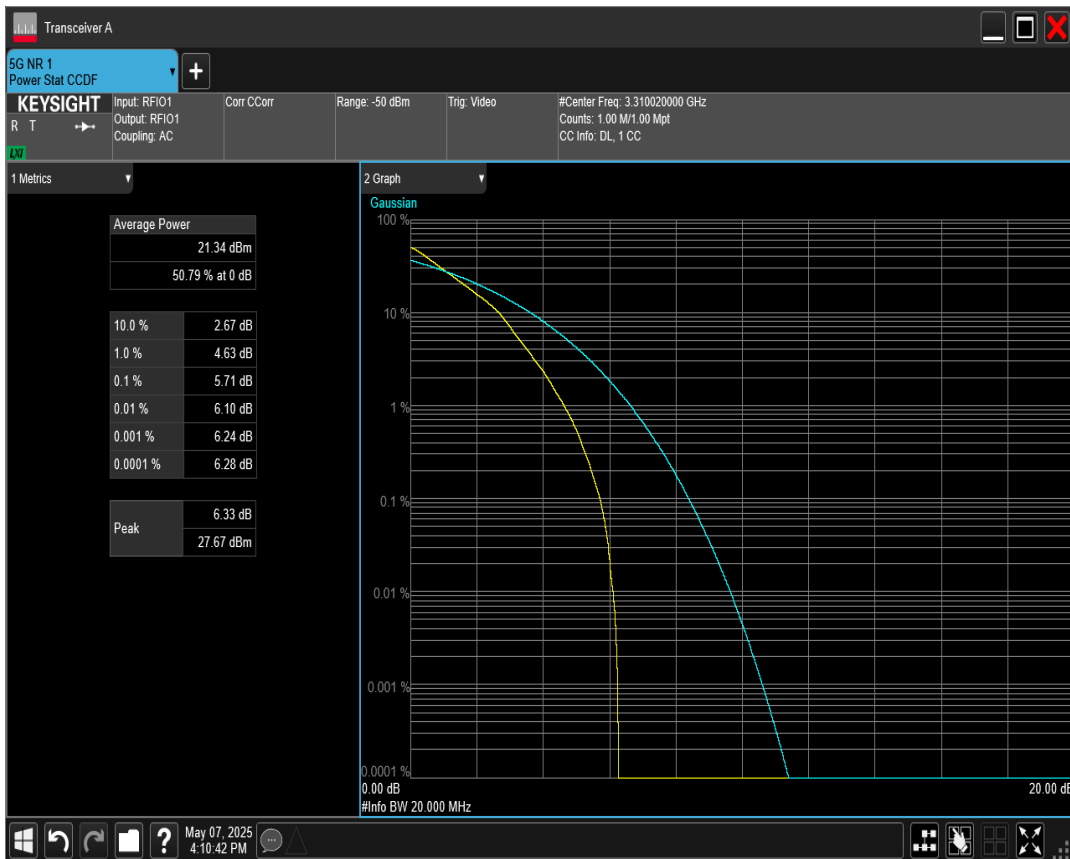 Transceiver A
5G NR 1
Power Stat CCDF
KEYSIGHT
R T
LXI
Input: RFIO1
Output: RFIO1
Coupling: AC
Corr CCorr
Range: -50 dBm
Trig: Video
#Center Freq: 3.310020000 GHz
Counts: 1.00 M/1.00 Mpt
CC Info: DL, 1 CC
1 Metrics
Average Power
21.34 dBm
50.79 % at 0 dB
10.0 % 2.67 dB
1.0 % 4.63 dB
0.1 % 5.71 dB
0.01 % 6.10 dB
0.001 % 6.24 dB
0.0001 % 6.28 dB
Peak
6.33 dB
27.67 dBm
2 Graph
Gaussian
100 %
10 %
1 %
0.1 %
0.01 %
0.001 %
0.0001 %
0.00 dB 20.00 dB
#Info BW 20.000 MHz
May 07, 2025
4:10:42 PM